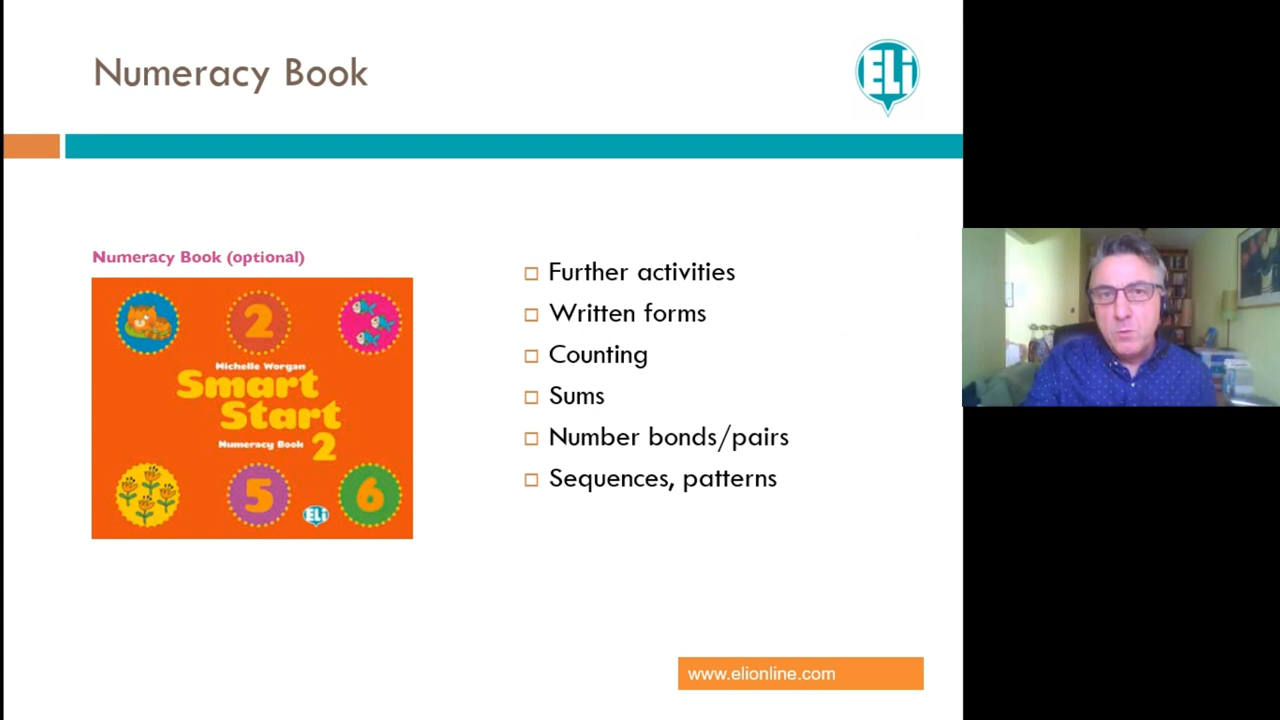 Numeracy Book
ELi
Numeracy Book (optional)
2
Michelle Worgan
Smart
Start
Numeracy Book 2
5
6
ELi
Further activities
Written forms
Counting
Sums
Number bonds/pairs
Sequences, patterns
www.elionline.com